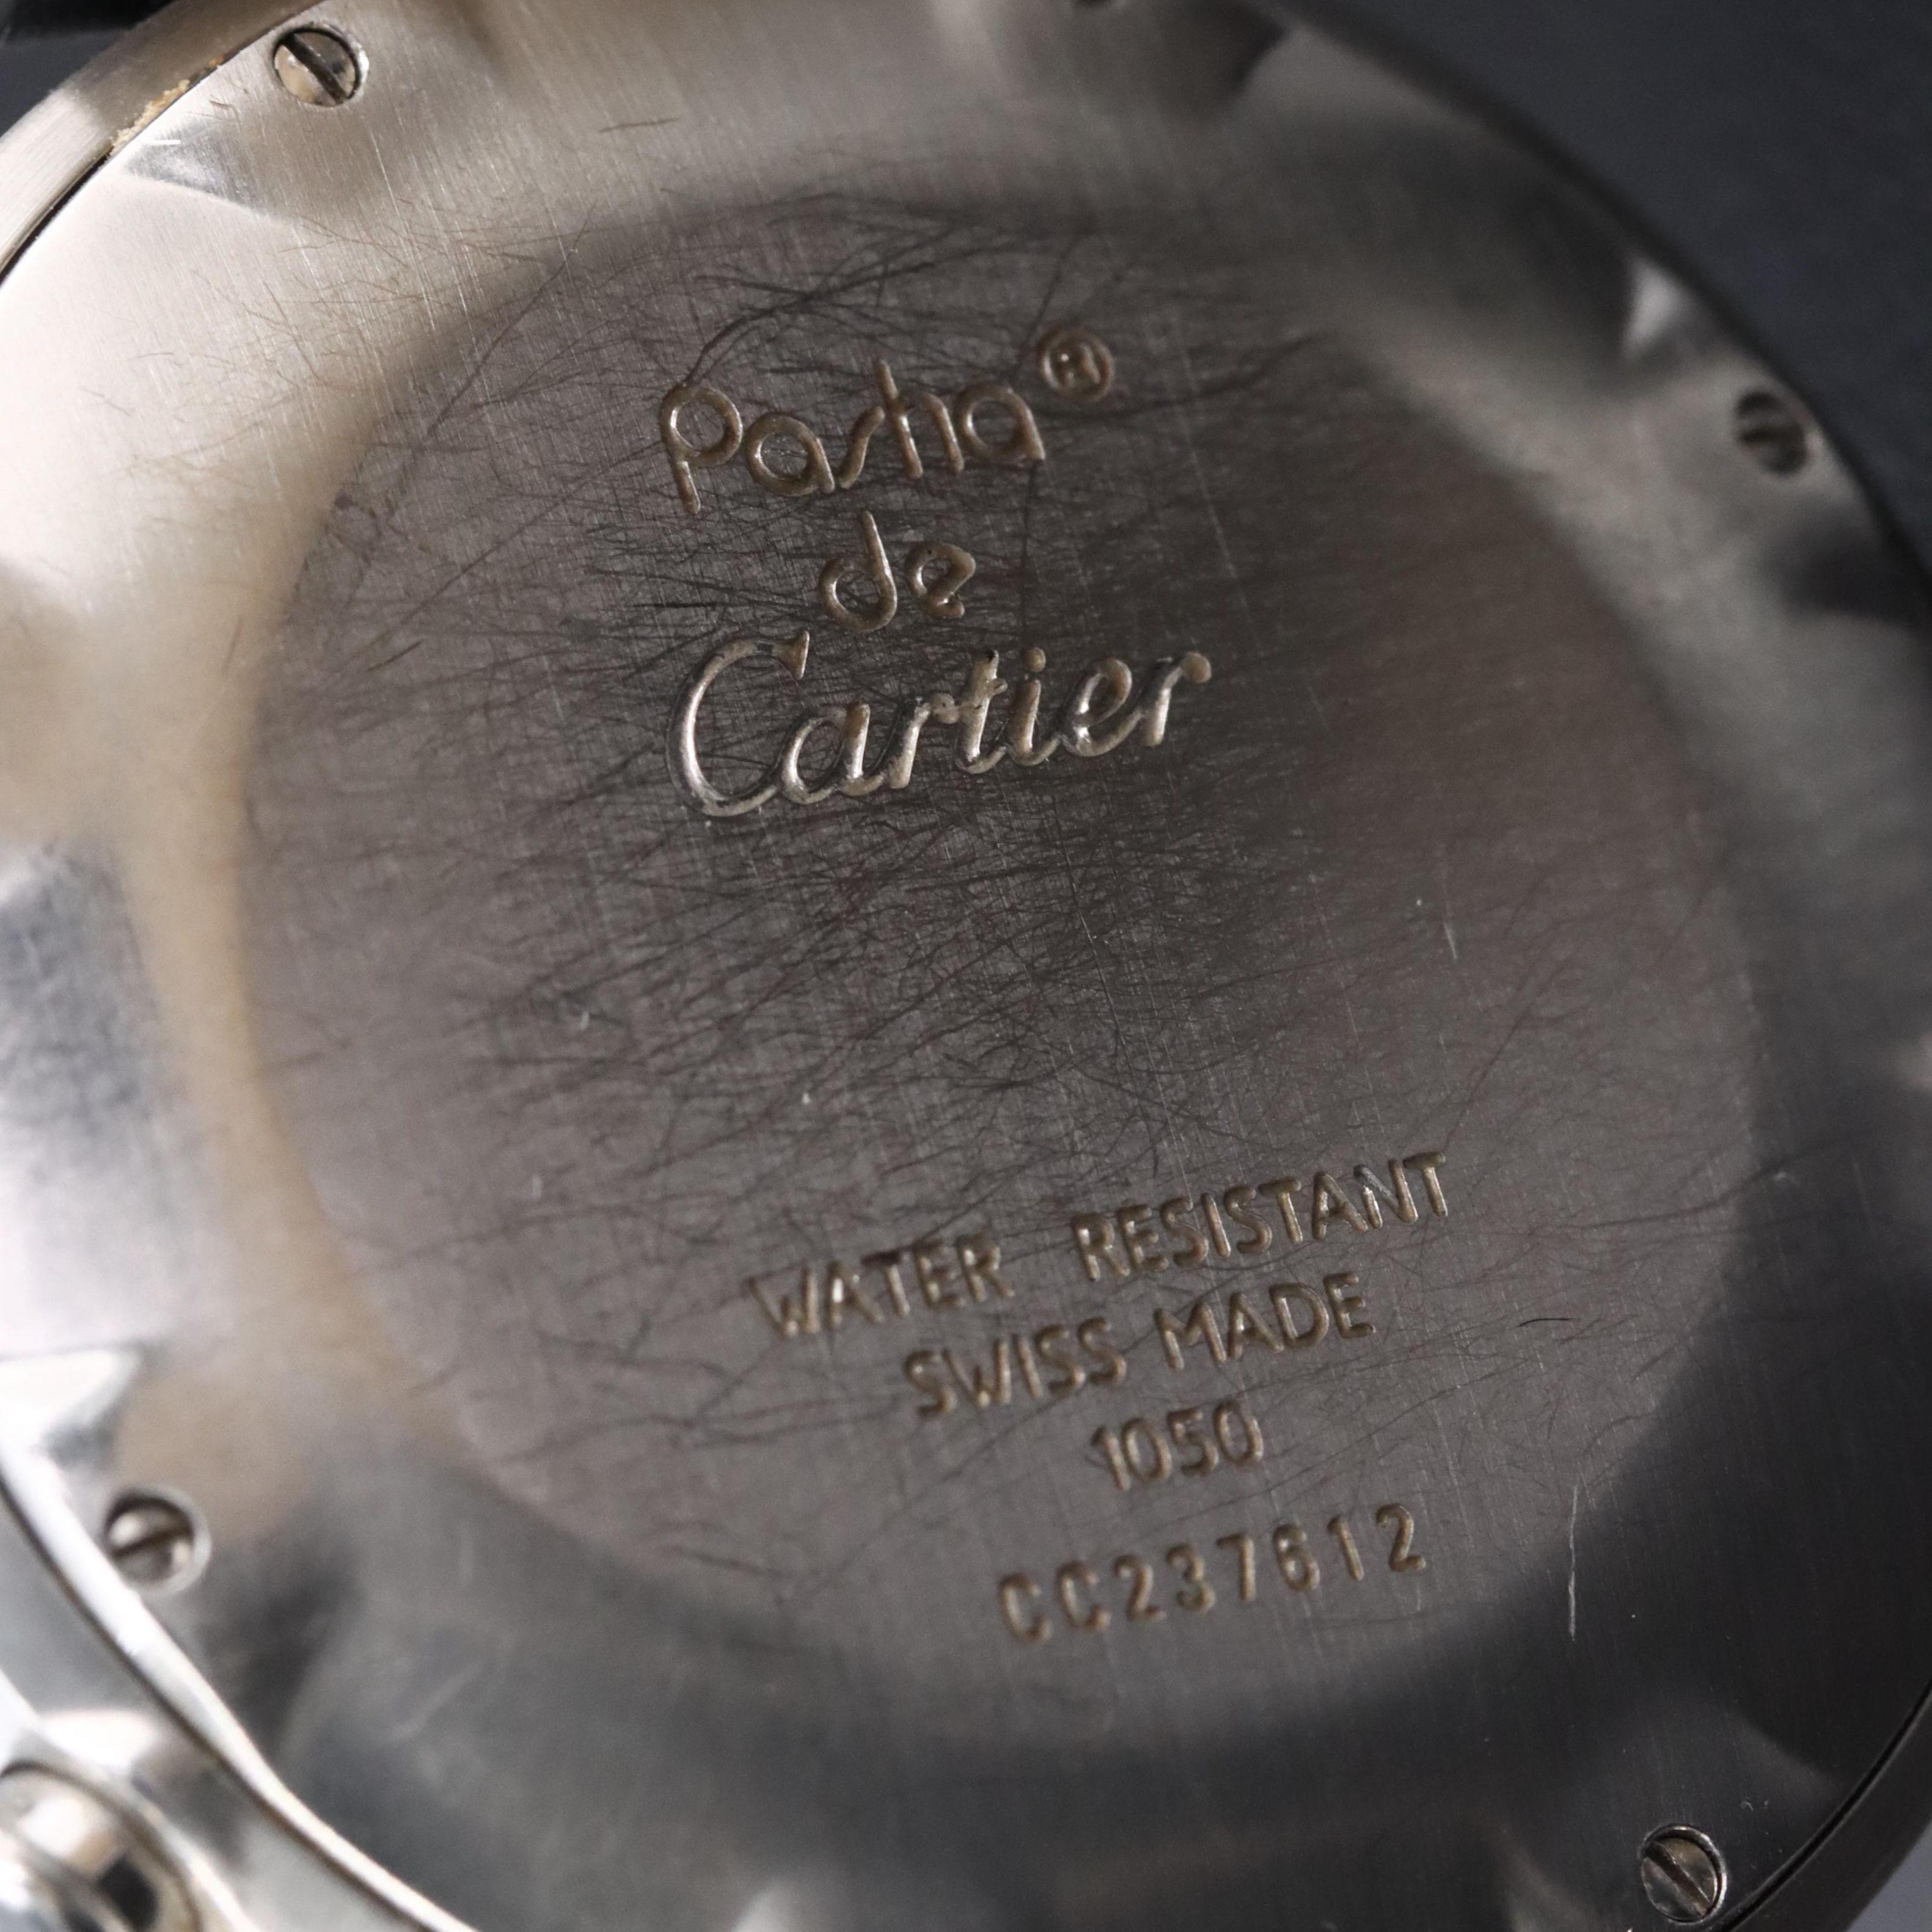 Pasha®
de
Cartier
WATER RESISTANT
SWISS MADE
1050
CC237612